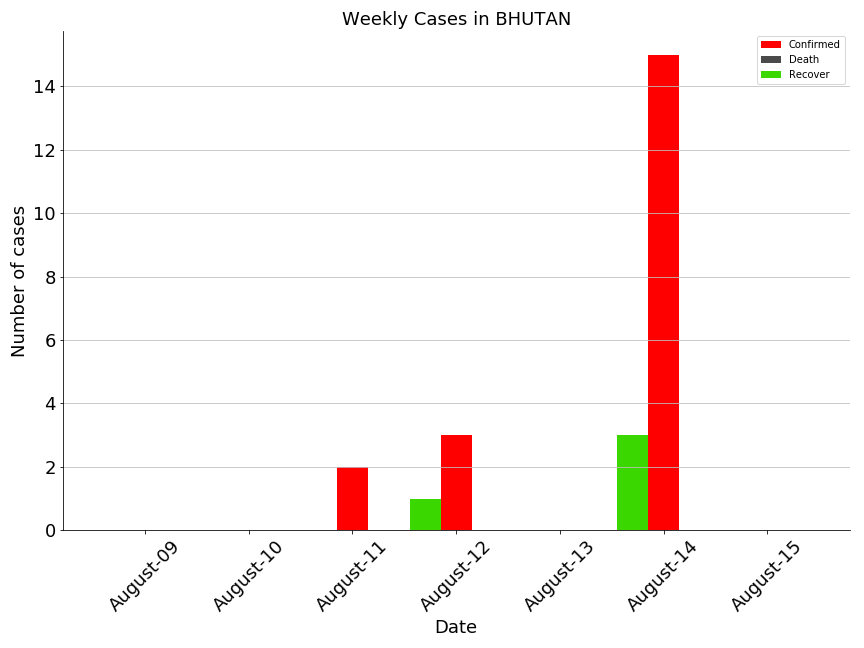 Weekly Cases in BHUTAN
Confirmed
Death
Recover
Number of cases
14
12
10
8
6
4
2
0
August-09
August-10
August-11
August-12
August-13
August-14
August-15
Date